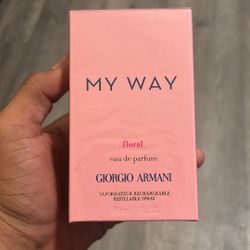 MY WAY
floral
eau de parfum
GIORGIO ARMANI
VAPORISATEUR RECHARGEABLE
REFILLABLE SPRAY